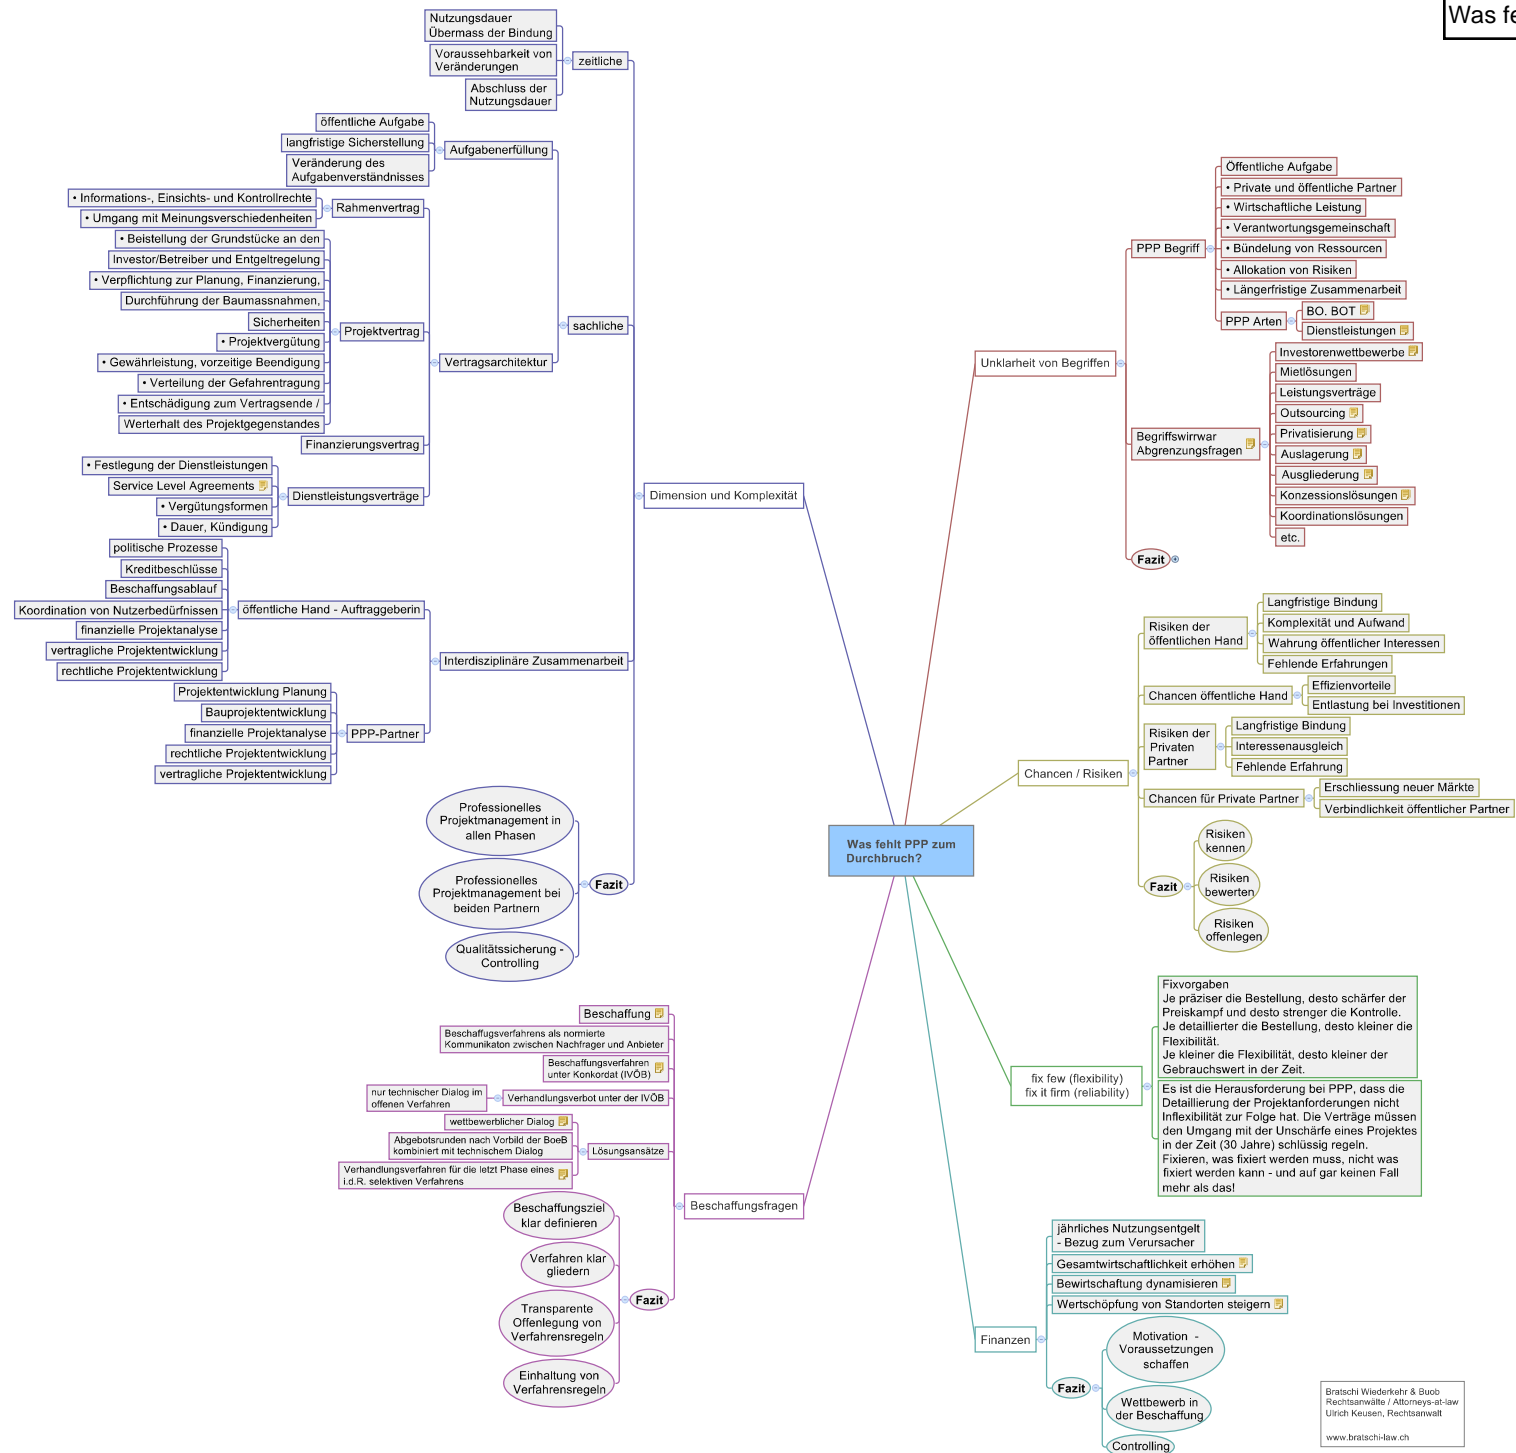 Was fe
Was fehlt PPP zum
Durchbruch?
Unklarheit von Begriffen
PPP Begriff
Öffentliche Aufgabe
• Private und öffentliche Partner
• Wirtschaftliche Leistung
• Verantwortungsgemeinschaft
• Bündelung von Ressourcen
• Allokation von Risiken
• Längerfristige Zusammenarbeit
PPP Arten
BO. BOT
Dienstleistungen
Begriffswirrwar
Abgrenzungsfragen
Investorenwettbewerbe
Mietlösungen
Leistungsverträge
Outsourcing
Privatisierung
Auslagerung
Ausgliederung
Konzessionslösungen
Koordinationslösungen
etc.
Fazit
Chancen / Risiken
Risiken der
öffentlichen Hand
Langfristige Bindung
Komplexität und Aufwand
Wahrung öffentlicher Interessen
Fehlende Erfahrungen
Chancen öffentliche Hand
Effizienvorteile
Entlastung bei Investitionen
Risiken der
Privaten
Partner
Langfristige Bindung
Interessenausgleich
Fehlende Erfahrung
Chancen für Private Partner
Erschliessung neuer Märkte
Verbindlichkeit öffentlicher Partner
Fazit
Risiken
kennen
Risiken
bewerten
Risiken
offenlegen
fix few (flexibility)
fix it firm (reliability)
Fixvorgaben
Je präziser die Bestellung, desto schärfer der
Preiskampf und desto strenger die Kontrolle.
Je detaillierter die Bestellung, desto kleiner die
Flexibilität.
Je kleiner die Flexibilität, desto kleiner der
Gebrauchswert in der Zeit.
Es ist die Herausforderung bei PPP, dass die
Detaillierung der Projektanforderungen nicht
Inflexibilität zur Folge hat. Die Verträge müssen
den Umgang mit der Unschärfe eines Projektes
in der Zeit (30 Jahre) schlüssig regeln.
Fixieren, was fixiert werden muss, nicht was
fixiert werden kann - und auf gar keinen Fall
mehr als das!
Finanzen
jährliches Nutzungsentgelt
- Bezug zum Verursacher
Gesamtwirtschaftlichkeit erhöhen
Bewirtschaftung dynamisieren
Wertschöpfung von Standorten steigern
Fazit
Motivation -
Voraussetzungen
schaffen
Wettbewerb in
der Beschaffung
Controlling
Dimension und Komplexität
zeitliche
Nutzungsdauer
Übermass der Bindung
Voraussehbarkeit von
Veränderungen
Abschluss der
Nutzungsdauer
sachliche
Aufgabenerfüllung
öffentliche Aufgabe
langfristige Sicherstellung
Veränderung des
Aufgabenverständnisses
Vertragsarchitektur
Rahmenvertrag
• Informations-, Einsichts- und Kontrollrechte
• Umgang mit Meinungsverschiedenheiten
Projektvertrag
• Beistellung der Grundstücke an den
Investor/Betreiber und Entgeltregelung
• Verpflichtung zur Planung, Finanzierung,
Durchführung der Baumassnahmen,
Sicherheiten
• Projektvergütung
• Gewährleistung, vorzeitige Beendigung
• Verteilung der Gefahrentragung
• Entschädigung zum Vertragsende /
Werterhalt des Projektgegenstandes
Finanzierungsvertrag
Dienstleistungsverträge
• Festlegung der Dienstleistungen
Service Level Agreements
• Vergütungsformen
• Dauer, Kündigung
Interdisziplinäre Zusammenarbeit
öffentliche Hand - Auftraggeberin
politische Prozesse
Kreditbeschlüsse
Beschaffungsablauf
Koordination von Nutzerbedürfnissen
finanzielle Projektanalyse
vertragliche Projektentwicklung
rechtliche Projektentwicklung
PPP-Partner
Projektentwicklung Planung
Bauprojektentwicklung
finanzielle Projektanalyse
rechtliche Projektentwicklung
vertragliche Projektentwicklung
Fazit
Professionelles
Projektmanagement in
allen Phasen
Professionelles
Projektmanagement bei
beiden Partnern
Qualitätssicherung -
Controlling
Beschaffungsfragen
Beschaffung
Beschaffugsverfahrens als normierte
Kommunikaton zwischen Nachfrager und Anbieter
Beschaffungsverfahren
unter Konkordat (IVÖB)
Verhandlungsverbot unter der IVÖB
nur technischer Dialog im
offenen Verfahren
Lösungsansätze
wettbewerblicher Dialog
Abgebotsrunden nach Vorbild der BoeB
kombiniert mit technischem Dialog
Verhandlungsverfahren für die letzt Phase eines
i.d.R. selektiven Verfahrens
Fazit
Beschaffungsziel
klar definieren
Verfahren klar
gliedern
Transparente
Offenlegung von
Verfahrensregeln
Einhaltung von
Verfahrensregeln
Bratschi Wiederkehr & Buob
Rechtsanwälte / Attorneys-at-law
Ulrich Keusen, Rechtsanwalt
www.bratschi-law.ch